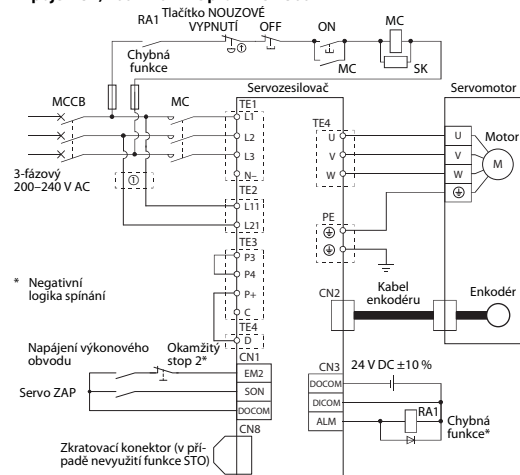 Tlačítko NOUZOVÉ
RA1
VYPNUTÍ
OFF
ON
MC
Chybná
funkce
①
MC
SK
Servozesilovač
Servomotor
MCCB
MC
TE1
L1
L2
L3
N–
TE4
U
V
W
U
V
W
Motor
M
3-fázový
200–240 V AC
①
TE2
L11
L21
PE
TE3
P3
P4
P+
C
TE4
D
* Negativní
logika spínání
CN2
Kabel
enkodéru
Enkodér
Napájení výkonového
obvodu
Okamžitý
stop 2*
Servo ZAP
CN1
EM2
SON
DOCOM
CN3
DOCOM
DICOM
ALM
24 V DC ±10 %
RA1
Chybná
funkce*
CN8
Zkratovací konektor (v pří-
padě nevyužití funkce STO)